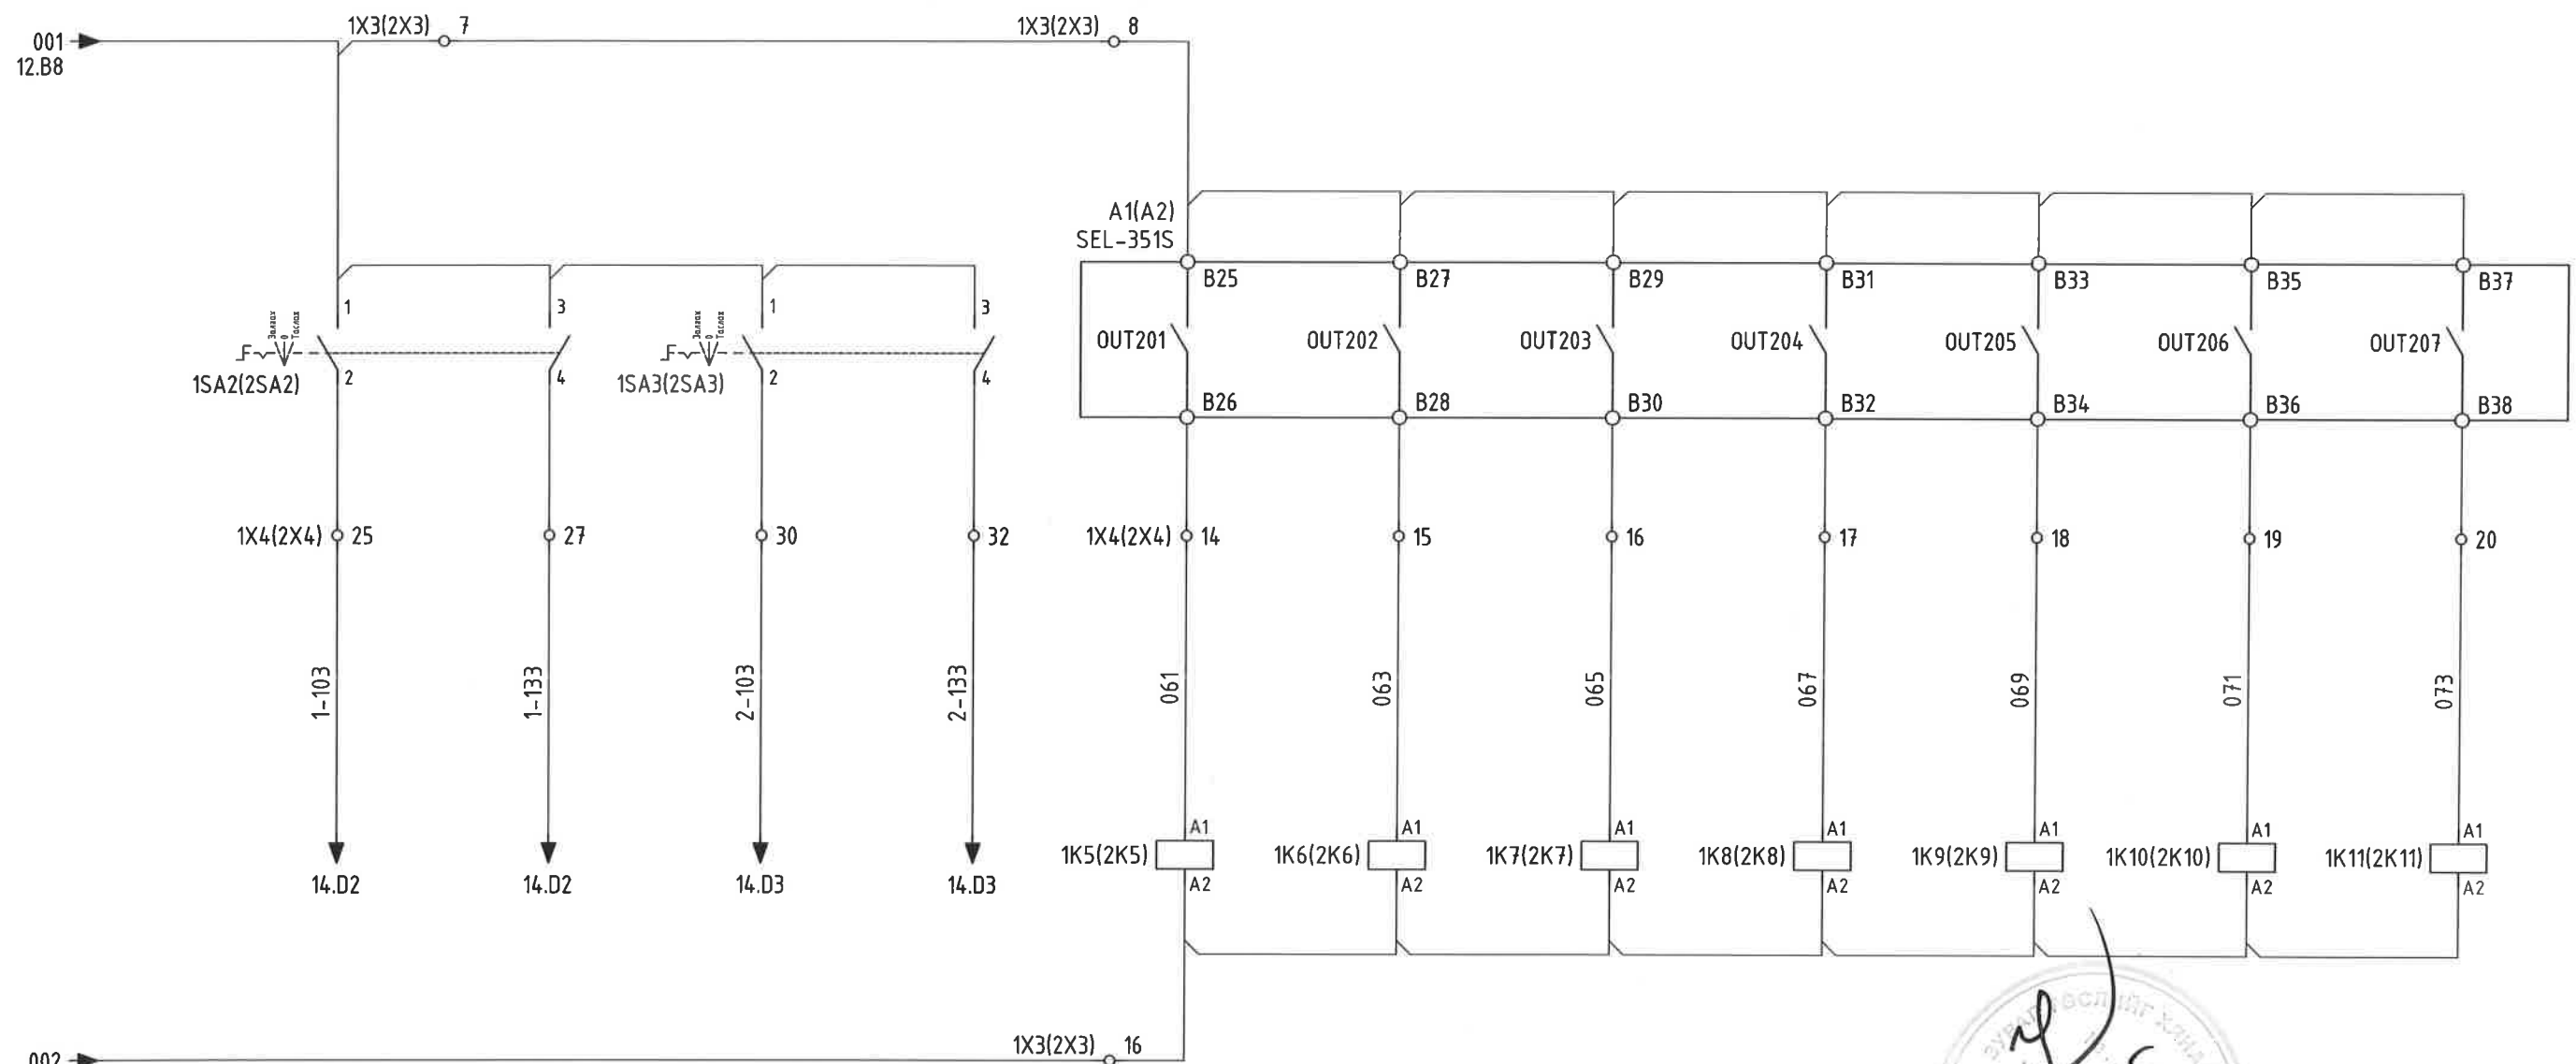 1X3(2X3) 7
1X3(2X3) 8
001
12.B8
A1(A2)
SEL-351S
B25 B27 B29 B31 B33 B35 B37
1 3 1 3
Залгах
0
Таслах
Залгах
0
Таслах
OUT201 OUT202 OUT203 OUT204 OUT205 OUT206 OUT207
1SA2(2SA2) 2 4 1SA3(2SA3) 2 4
B26 B28 B30 B32 B34 B36 B38
1X4(2X4) 25 27 30 32 1X4(2X4) 14 15 16 17 18 19 20
1-103 1-133 2-103 2-133 061 063 065 067 069 071 073
A1 A1 A1 A1 A1 A1 A1
1K5(2K5) 1K6(2K6) 1K7(2K7) 1K8(2K8) 1K9(2K9) 1K10(2K10) 1K11(2K11)
A2 A2 A2 A2 A2 A2 A2
14.D2 14.D2 14.D3 14.D3
1X3(2X3) 16
002